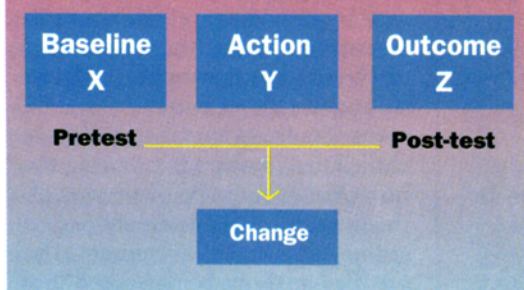 Baseline
X
Action
Y
Outcome
Z
Pretest
Post-test
Change